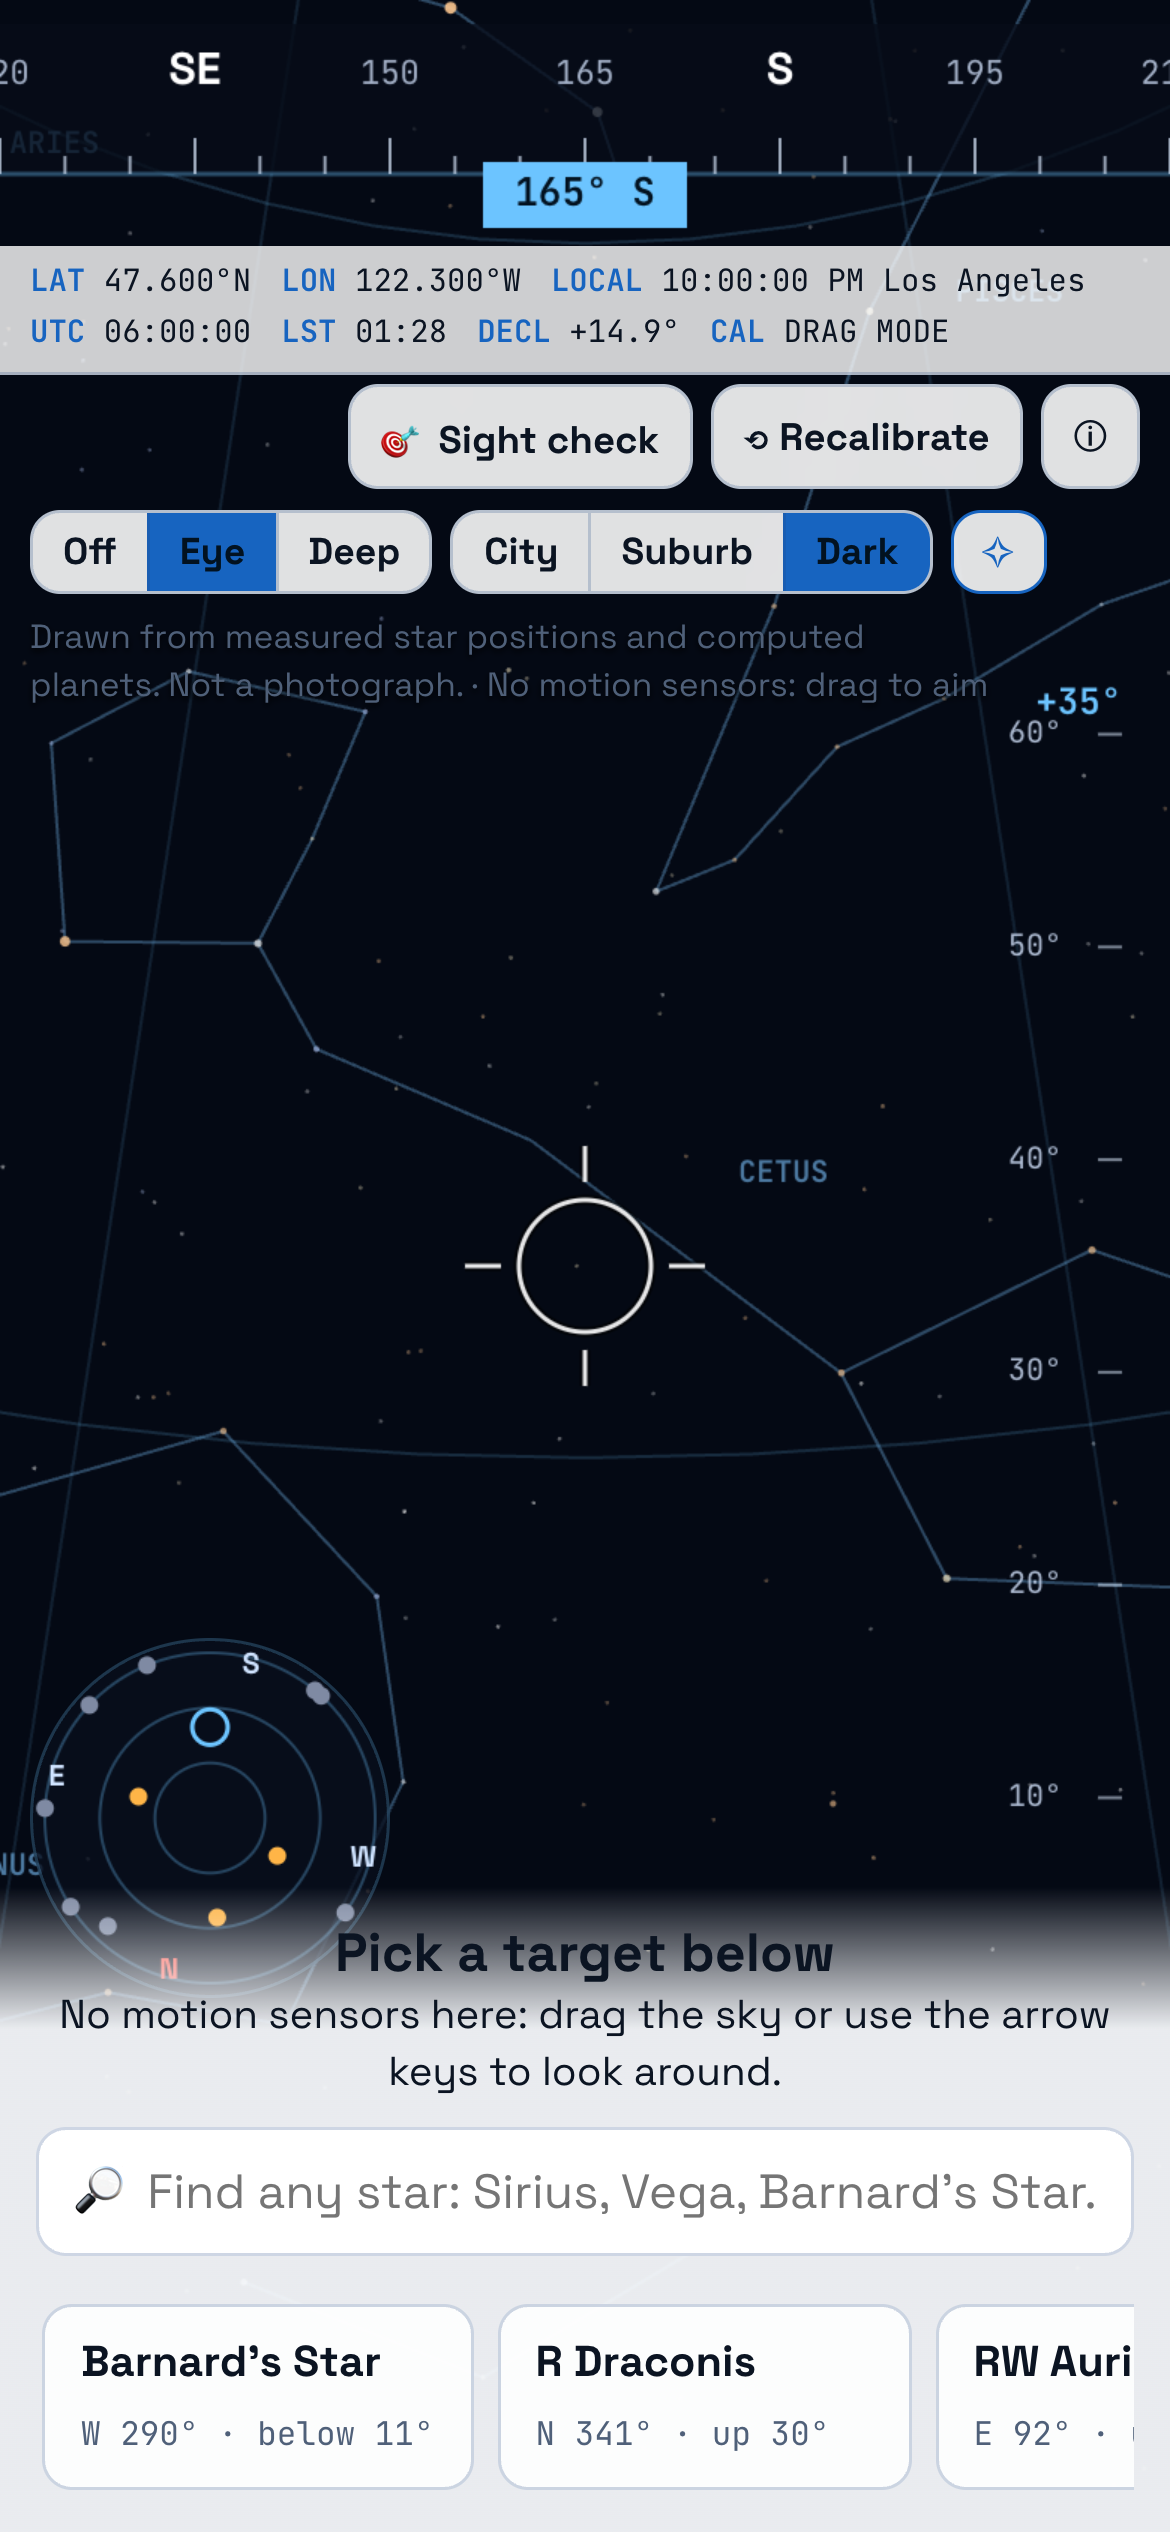 20 SE 150 165 S 195 21
ARIES
165° S
LAT 47.600°N LON 122.300°W LOCAL 10:00:00 PM Los Angeles
PISCES
UTC 06:00:00 LST 01:28 DECL +14.9° CAL DRAG MODE
🎯 Sight check ⟲ Recalibrate ⓘ
Off Eye Deep City Suburb Dark
Drawn from measured star positions and computed
planets. Not a photograph. · No motion sensors: drag to aim
+35°
60°
50°
40°
CETUS
30°
20°
S
E
10°
W
NUS
N
Pick a target below
No motion sensors here: drag the sky or use the arrow
keys to look around.
🔎 Find any star: Sirius, Vega, Barnard's Star.
Barnard's Star R Draconis RW Auri
W 290° · below 11° N 341° · up 30° E 92° ·